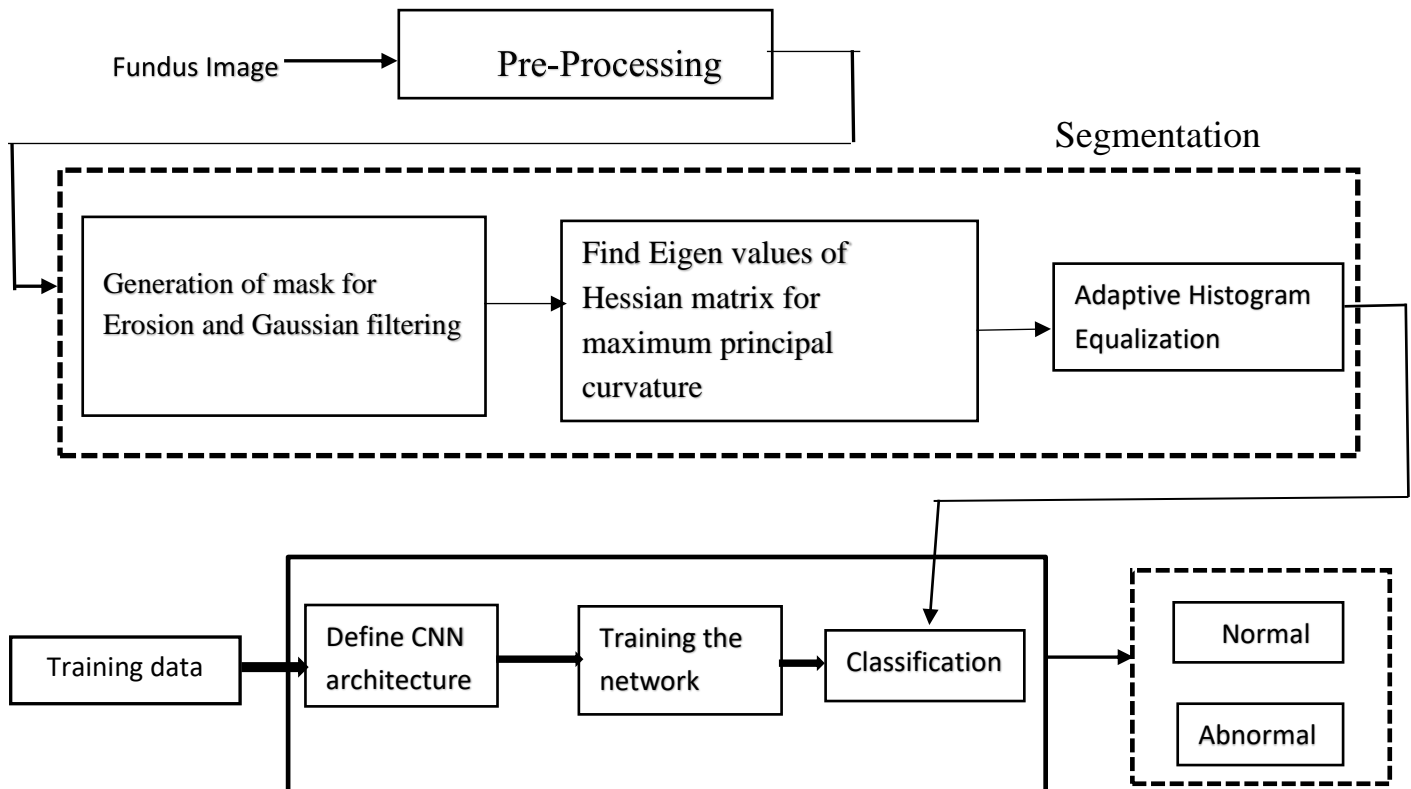 Fundus Image
Pre-Processing
Segmentation
Generation of mask for
Erosion and Gaussian filtering
Find Eigen values of
Hessian matrix for
maximum principal
curvature
Adaptive Histogram
Equalization
Training data
Define CNN
architecture
Training the
network
Classification
Normal
Abnormal